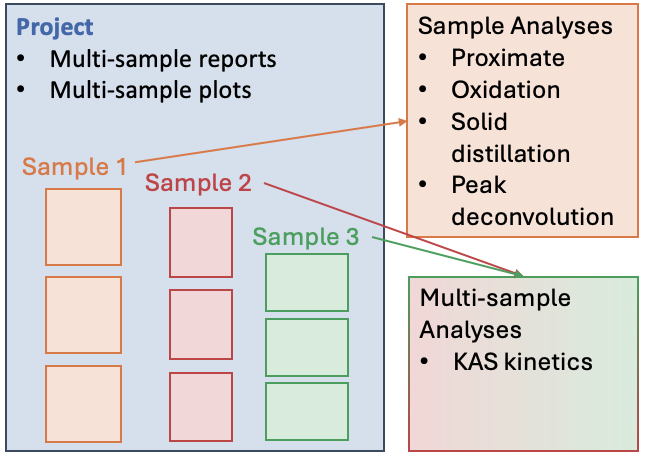 Project
• Multi-sample reports
• Multi-sample plots
Sample 1
Sample 2
Sample 3
Sample Analyses
• Proximate
• Oxidation
• Solid
distillation
• Peak
deconvolution
Multi-sample
Analyses
• KAS kinetics